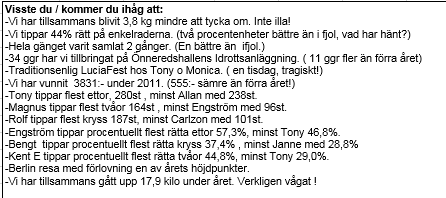 Visste du / kommer du ihåg att:
-Vi har tillsammans blivit 3,8 kg mindre att tycka om. Inte illa!
-Vi tippar 44% rätt på enkelraderna. (två procentenheter bättre än i fjol, vad har hänt?)
-Hela gänget varit samlat 2 gånger. (En bättre än  ifjol.)
-34 ggr har vi tillbringat på Önneredshallens Idrottsanläggning. ( 11 ggr fler än förra året)
-Traditionsenlig LuciaFest hos Tony o Monica. ( en tisdag, tragiskt!)
-Vi har vunnit  3831:- under 2011. (555:- sämre än förra året!)
-Tony tippar flest ettor, 280st , minst Allan med 238st.
-Magnus tippar flest tvåor 164st , minst Engström med 96st.
-Rolf tippar flest kryss 187st, minst Carlzon med 101st.
-Engström tippar procentuellt flest rätta ettor 57,3%, minst Tony 46,8%.
-Bengt  tippar procentuellt flest rätta kryss 37,4% , minst Janne med 28,8%
-Kent E tippar procentuellt flest rätta tvåor 44,8%, minst Tony 29,0%.
-Berlin resa med förlovning en av årets höjdpunkter.
-Vi har tillsammans gått upp 17,9 kilo under året. Verkligen vågat !